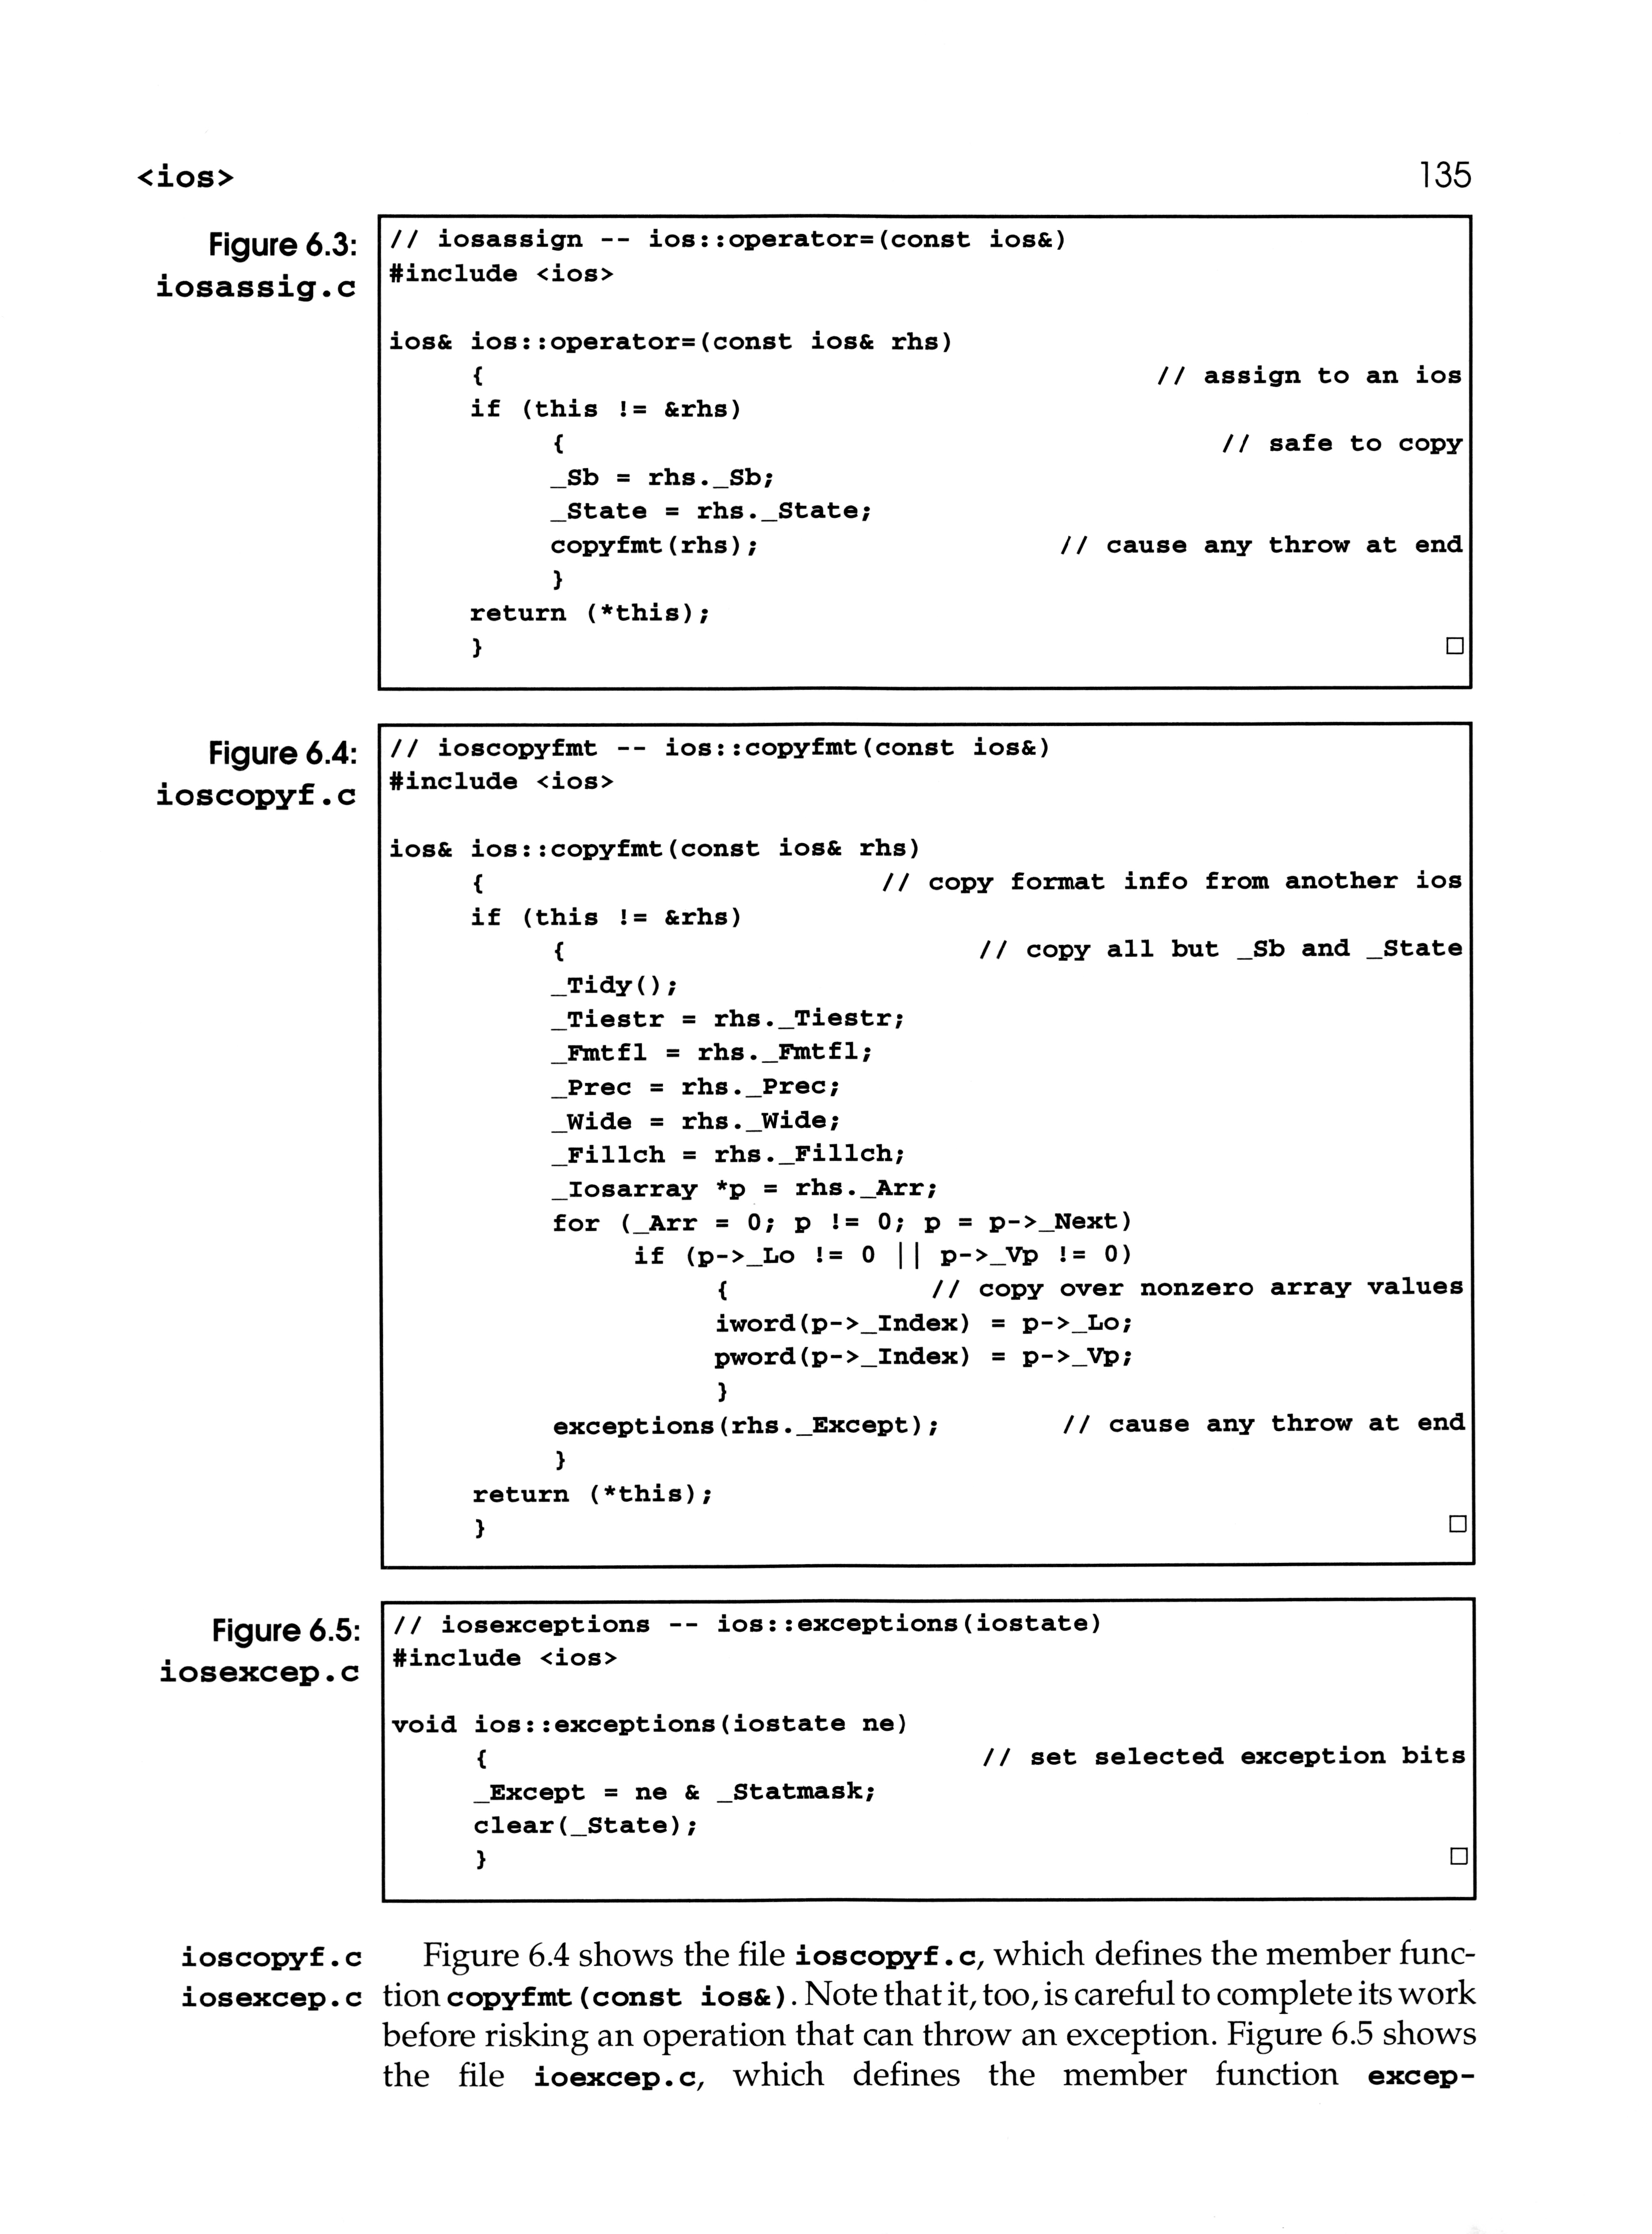 <ios>
135
Figure 6.3:
iosassig.c
// iosassign -- ios::operator=(const ios&)
#include <ios>
ios& ios::operator=(const ios& rhs)
{ // assign to an ios
if (this != &rhs)
{ // safe to copy
_Sb = rhs._Sb;
_State = rhs._State;
copyfmt(rhs); // cause any throw at end
}
return (*this);
}
Figure 6.4:
ioscopyf.c
// ioscopyfmt -- ios::copyfmt(const ios&)
#include <ios>
ios& ios::copyfmt(const ios& rhs)
{ // copy format info from another ios
if (this != &rhs)
{ // copy all but _Sb and _State
_Tidy();
_Tiestr = rhs._Tiestr;
_Fmtfl = rhs._Fmtfl;
_Prec = rhs._Prec;
_Wide = rhs._Wide;
_Fillch = rhs._Fillch;
_Iosarray *p = rhs._Arr;
for (_Arr = 0; p != 0; p = p->_Next)
if (p->_Lo != 0 || p->_Vp != 0)
{ // copy over nonzero array values
iword(p->_Index) = p->_Lo;
pword(p->_Index) = p->_Vp;
}
exceptions(rhs._Except); // cause any throw at end
}
return (*this);
}
Figure 6.5:
iosexcep.c
// iosexceptions -- ios::exceptions(iostate)
#include <ios>
void ios::exceptions(iostate ne)
{ // set selected exception bits
_Except = ne & _Statmask;
clear(_State);
}
ioscopyf.c
iosexcep.c
Figure 6.4 shows the file ioscopyf.c, which defines the member func-
tion copyfmt(const ios&). Note that it, too, is careful to complete its work
before risking an operation that can throw an exception. Figure 6.5 shows
the file ioexcep.c, which defines the member function excep-